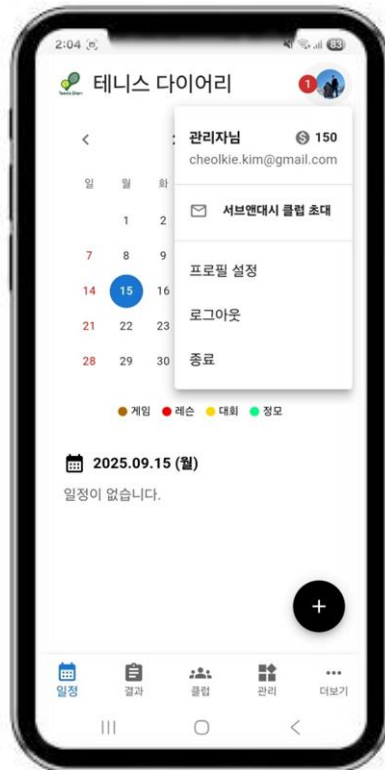 2:04
83
테니스 다이어리
1
관리자님 150
cheolkie.kim@gmail.com
서브앤대시 클럽 초대
프로필 설정
로그아웃
종료
일 월 화
1 2
7 8 9
14 15 16
21 22 23
28 29 30
게임 레슨 대회 정모
2025.09.15 (월)
일정이 없습니다.
+
일정 결과 클럽 관리 더보기